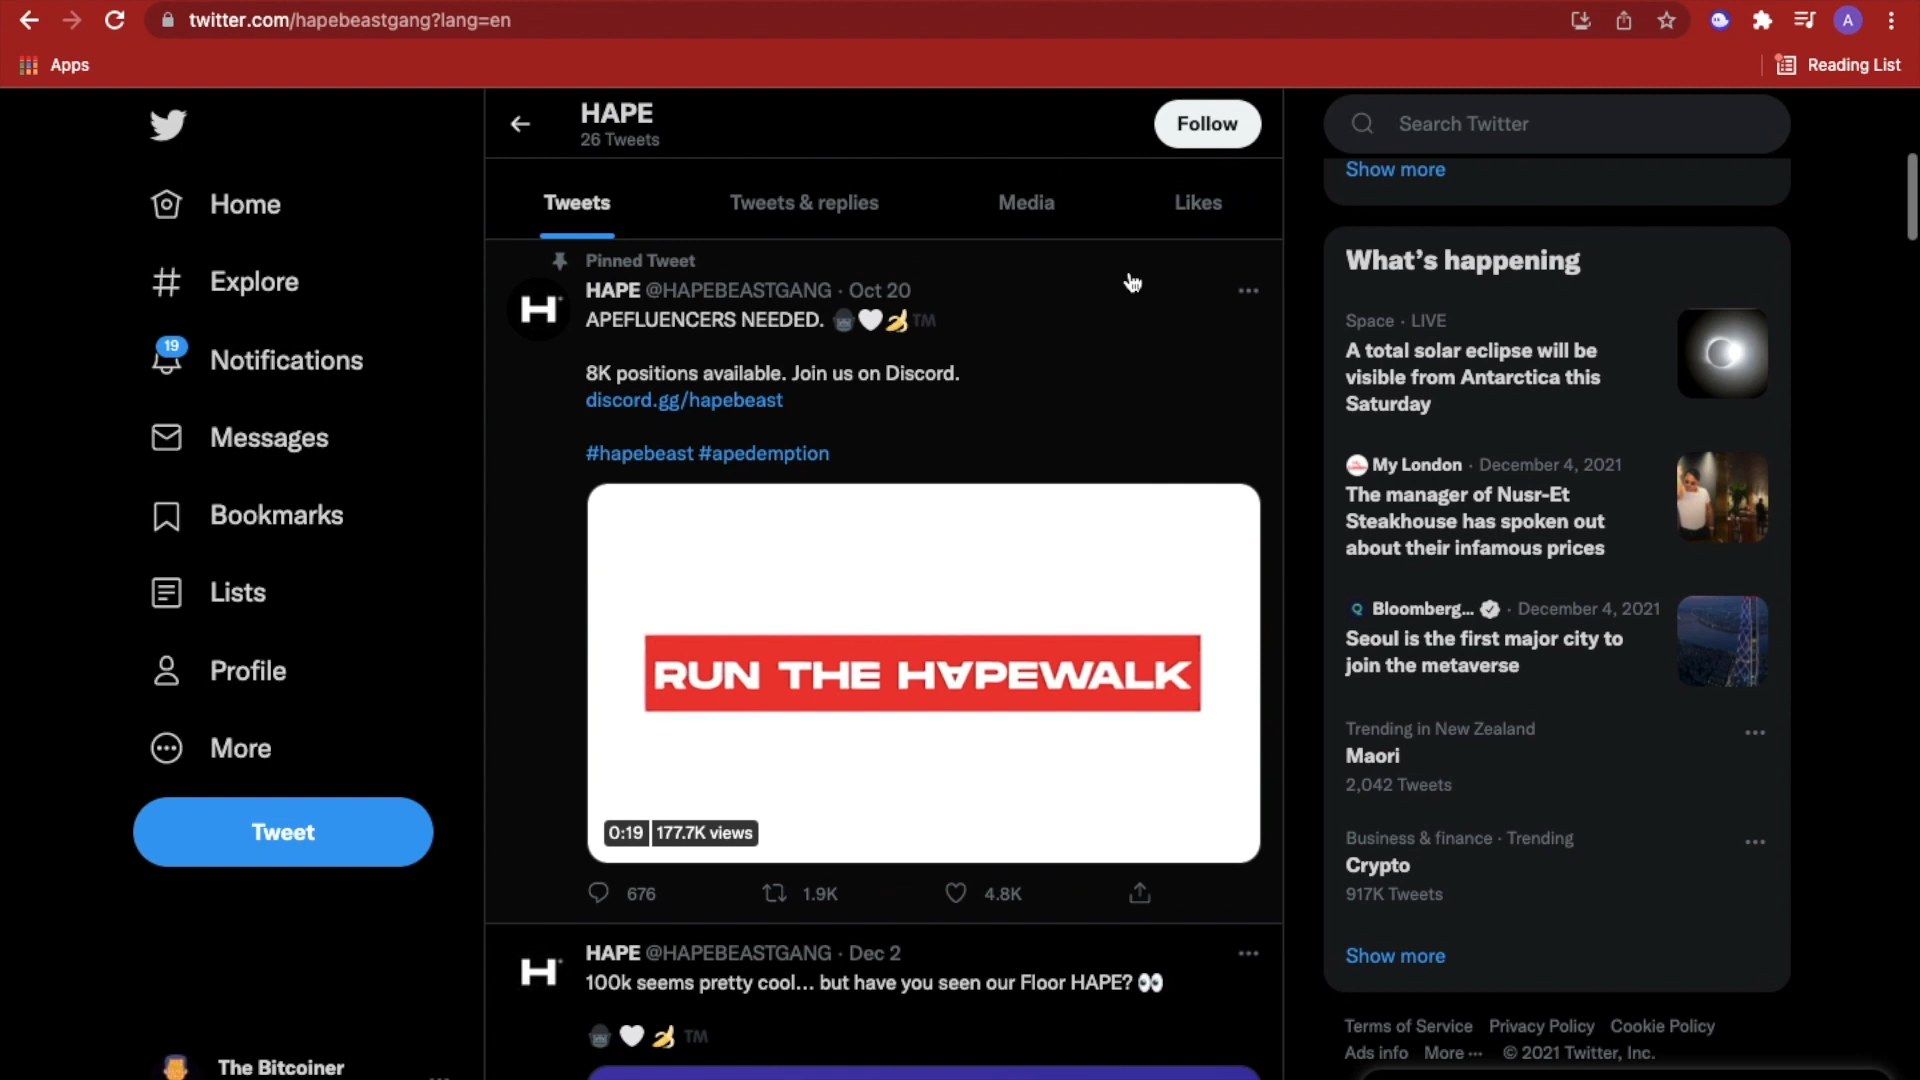 twitter.com/hapebeastgang?lang=en
A
Apps
Reading List
Home
Explore
19
Notifications
Messages
Bookmarks
Lists
Profile
More
Tweet
The Bitcoiner
HAPE
26 Tweets
Follow
Tweets
Tweets & replies
Media
Likes
Pinned Tweet
HAPE @HAPEBEASTGANG · Oct 20
APEFLUENCERS NEEDED. 🦍🤍🍌™
8K positions available. Join us on Discord.
discord.gg/hapebeast
#hapebeast #apedemption
H
RUN THE H∀PEWALK
0:19 177.7K views
676 1.9K 4.8K
HAPE @HAPEBEASTGANG · Dec 2
H
100k seems pretty cool... but have you seen our Floor HAPE? 👀
🦍🤍🍌™
Search Twitter
Show more
What's happening
Space · LIVE
A total solar eclipse will be
visible from Antarctica this
Saturday
My London · December 4, 2021
The manager of Nusr-Et
Steakhouse has spoken out
about their infamous prices
Bloomberg... · December 4, 2021
Seoul is the first major city to
join the metaverse
Trending in New Zealand
Maori
2,042 Tweets
Business & finance · Trending
Crypto
917K Tweets
Show more
Terms of Service Privacy Policy Cookie Policy
Ads info More ··· © 2021 Twitter, Inc.